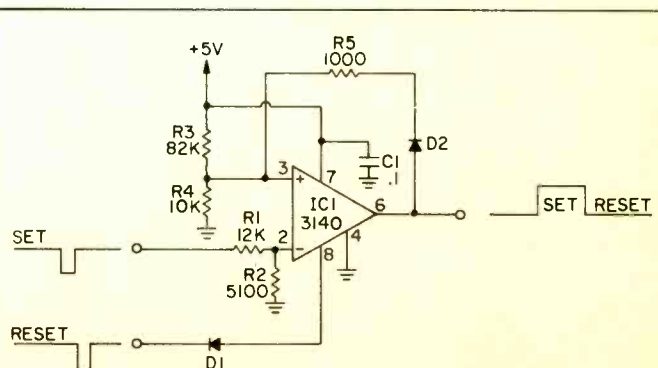 +5V
R5
1000
R3
82K
D2
C1
.1
3
+
7
R4
10K
IC1
3140
6
SET
RESET
SET
R1
12K
2
-
4
8
R2
5100
RESET
D1